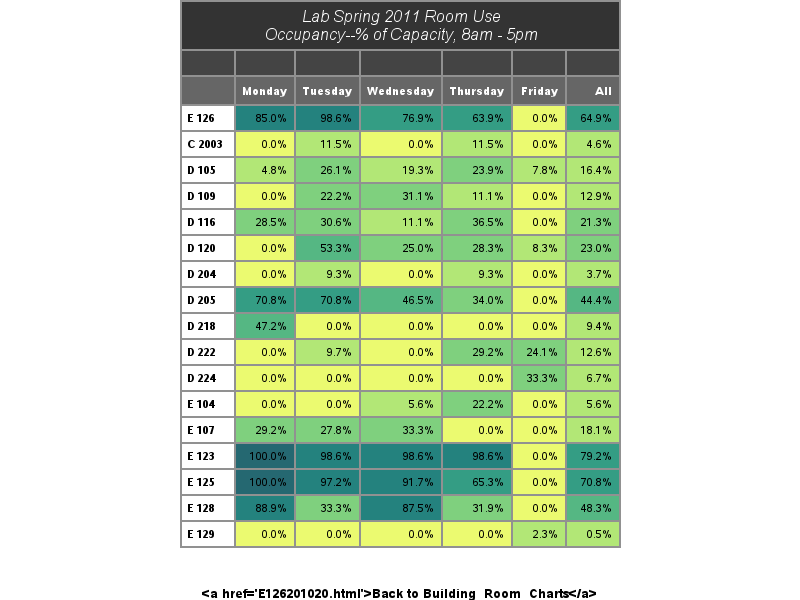 Lab Spring 2011 Room Use
Occupancy--% of Capacity, 8am - 5pm
Monday Tuesday Wednesday Thursday Friday All
E 126 85.0% 98.6% 76.9% 63.9% 0.0% 64.9%
C 2003 0.0% 11.5% 0.0% 11.5% 0.0% 4.6%
D 105 4.8% 26.1% 19.3% 23.9% 7.8% 16.4%
D 109 0.0% 22.2% 31.1% 11.1% 0.0% 12.9%
D 116 28.5% 30.6% 11.1% 36.5% 0.0% 21.3%
D 120 0.0% 53.3% 25.0% 28.3% 8.3% 23.0%
D 204 0.0% 9.3% 0.0% 9.3% 0.0% 3.7%
D 205 70.8% 70.8% 46.5% 34.0% 0.0% 44.4%
D 218 47.2% 0.0% 0.0% 0.0% 0.0% 9.4%
D 222 0.0% 9.7% 0.0% 29.2% 24.1% 12.6%
D 224 0.0% 0.0% 0.0% 0.0% 33.3% 6.7%
E 104 0.0% 0.0% 5.6% 22.2% 0.0% 5.6%
E 107 29.2% 27.8% 33.3% 0.0% 0.0% 18.1%
E 123 100.0% 98.6% 98.6% 98.6% 0.0% 79.2%
E 125 100.0% 97.2% 91.7% 65.3% 0.0% 70.8%
E 128 88.9% 33.3% 87.5% 31.9% 0.0% 48.3%
E 129 0.0% 0.0% 0.0% 0.0% 2.3% 0.5%
<a href='E126201020.html'>Back to Building_Room_Charts</a>